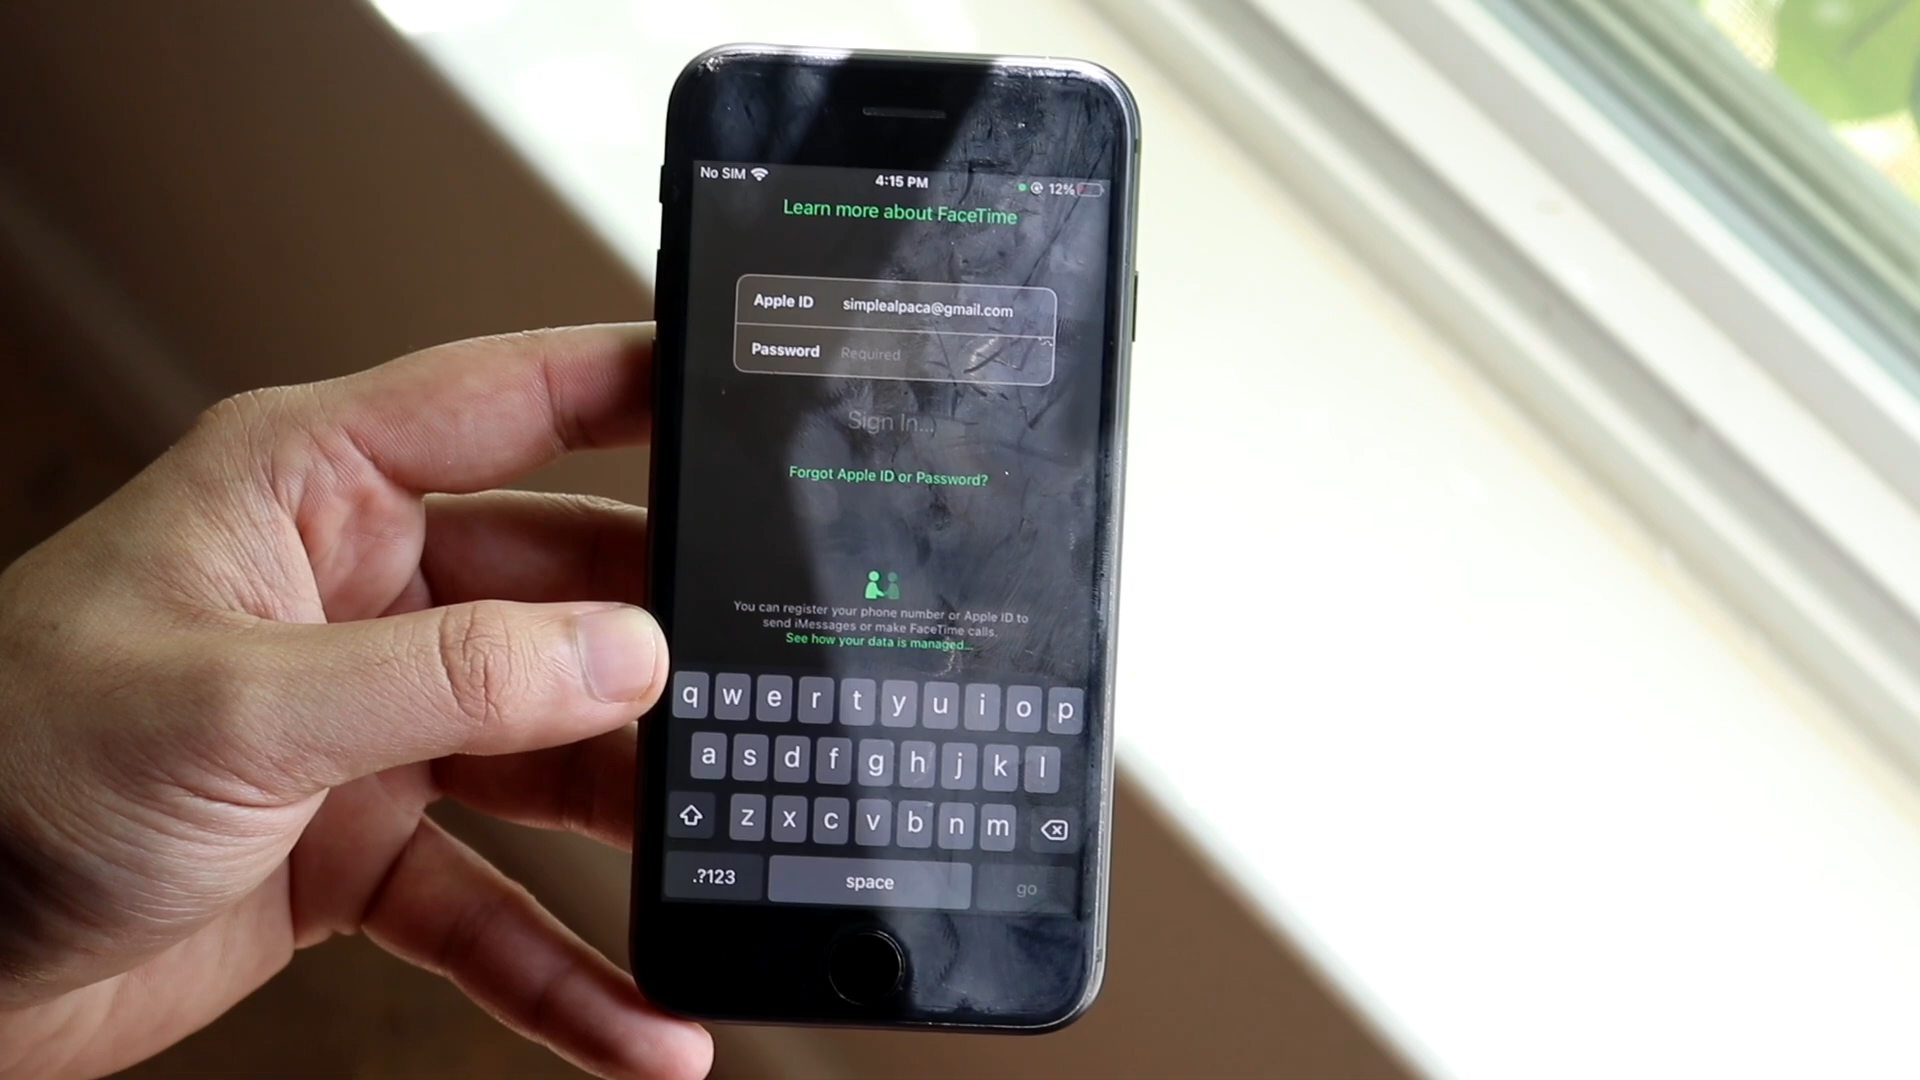 No SIM 4:15 PM 12%
Learn more about FaceTime
Apple ID simplealpaca@gmail.com
Password Required
Sign In...
Forgot Apple ID or Password?
You can register your phone number or Apple ID to
send iMessages or make FaceTime calls.
See how your data is managed...
q w e r t y u i o p
a s d f g h j k l
z x c v b n m
.?123 space go